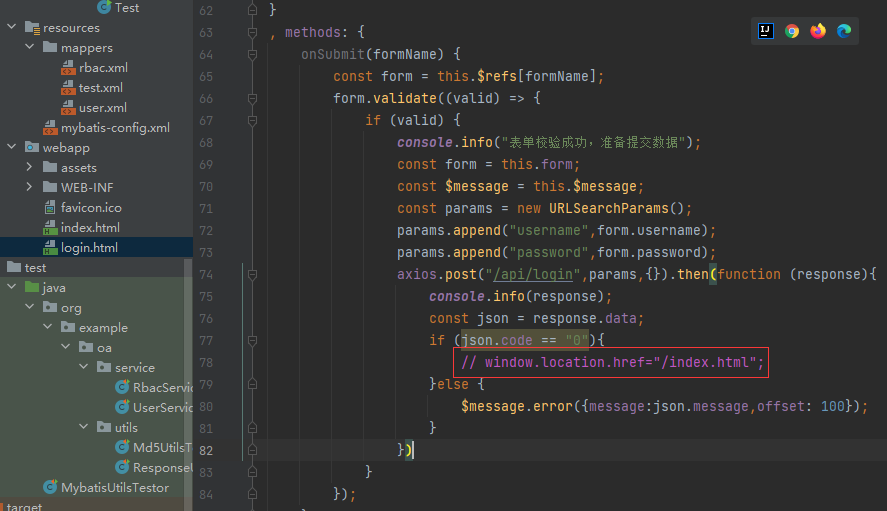 Test
resources
mappers
rbac.xml
test.xml
user.xml
mybatis-config.xml
webapp
assets
WEB-INF
favicon.ico
index.html
login.html
test
java
org
example
oa
service
RbacServi
UserServic
utils
Md5UtilsTe
ResponseU
MybatisUtilsTestor
target
62 }
63 , methods: {
64 onSubmit(formName) {
65 const form = this.$refs[formName];
66 form.validate((valid) => {
67 if (valid) {
68 console.info("表单校验成功，准备提交数据");
69 const form = this.form;
70 const $message = this.$message;
71 const params = new URLSearchParams();
72 params.append("username",form.username);
73 params.append("password",form.password);
74 axios.post("/api/login",params,{}).then(function (response){
75 console.info(response);
76 const json = response.data;
77 if (json.code == "0"){
78 // window.location.href="/index.html";
79 }else {
80 $message.error({message:json.message,offset: 100});
81 }
82 })
83 }
84 });
IJ